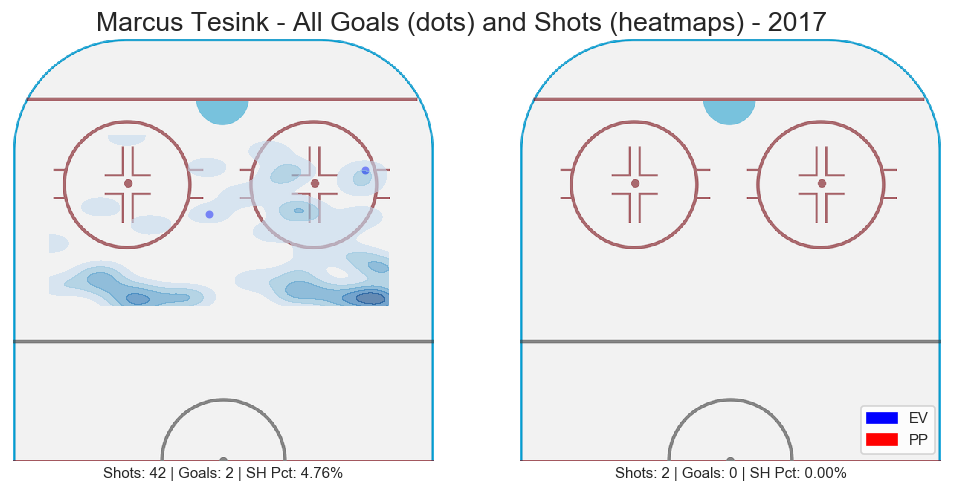 Marcus Tesink - All Goals (dots) and Shots (heatmaps) - 2017
EV
PP
Shots: 42 | Goals: 2 | SH Pct: 4.76%
Shots: 2 | Goals: 0 | SH Pct: 0.00%